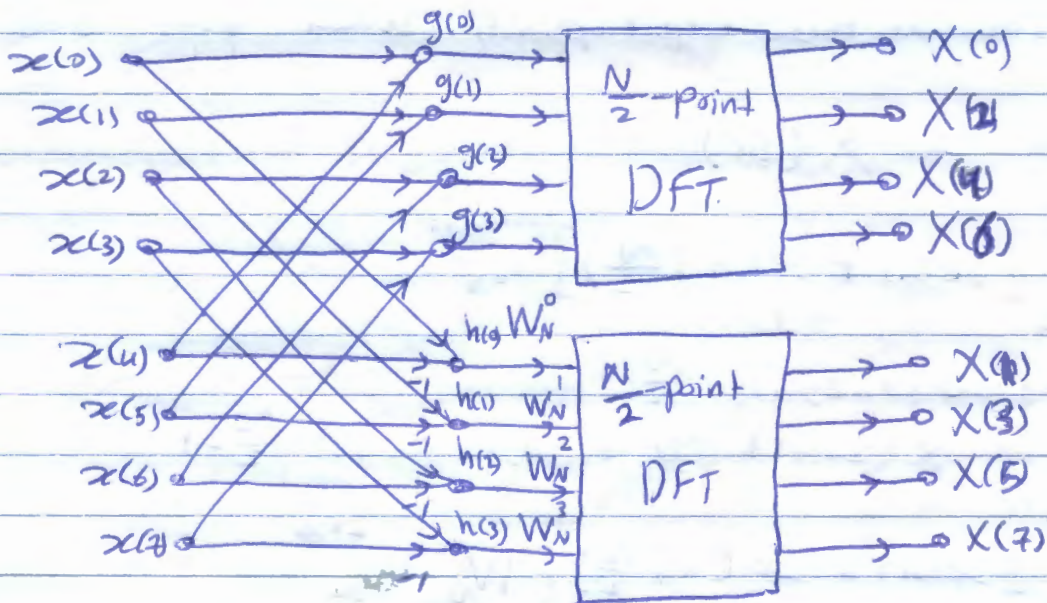 g(0)
x(0) X(0)
g(1) N/2-point
x(1) X(2)
g(2)
x(2) DFT. X(4)
g(3)
x(3) X(6)
h(0) W_N^0
x(4) X(1)
N/2-point
-1 h(1) W_N^1
x(5) X(3)
-1 h(2) W_N^2
x(6) DFT X(5)
-1 h(3) W_N^3
x(7) X(7)
-1